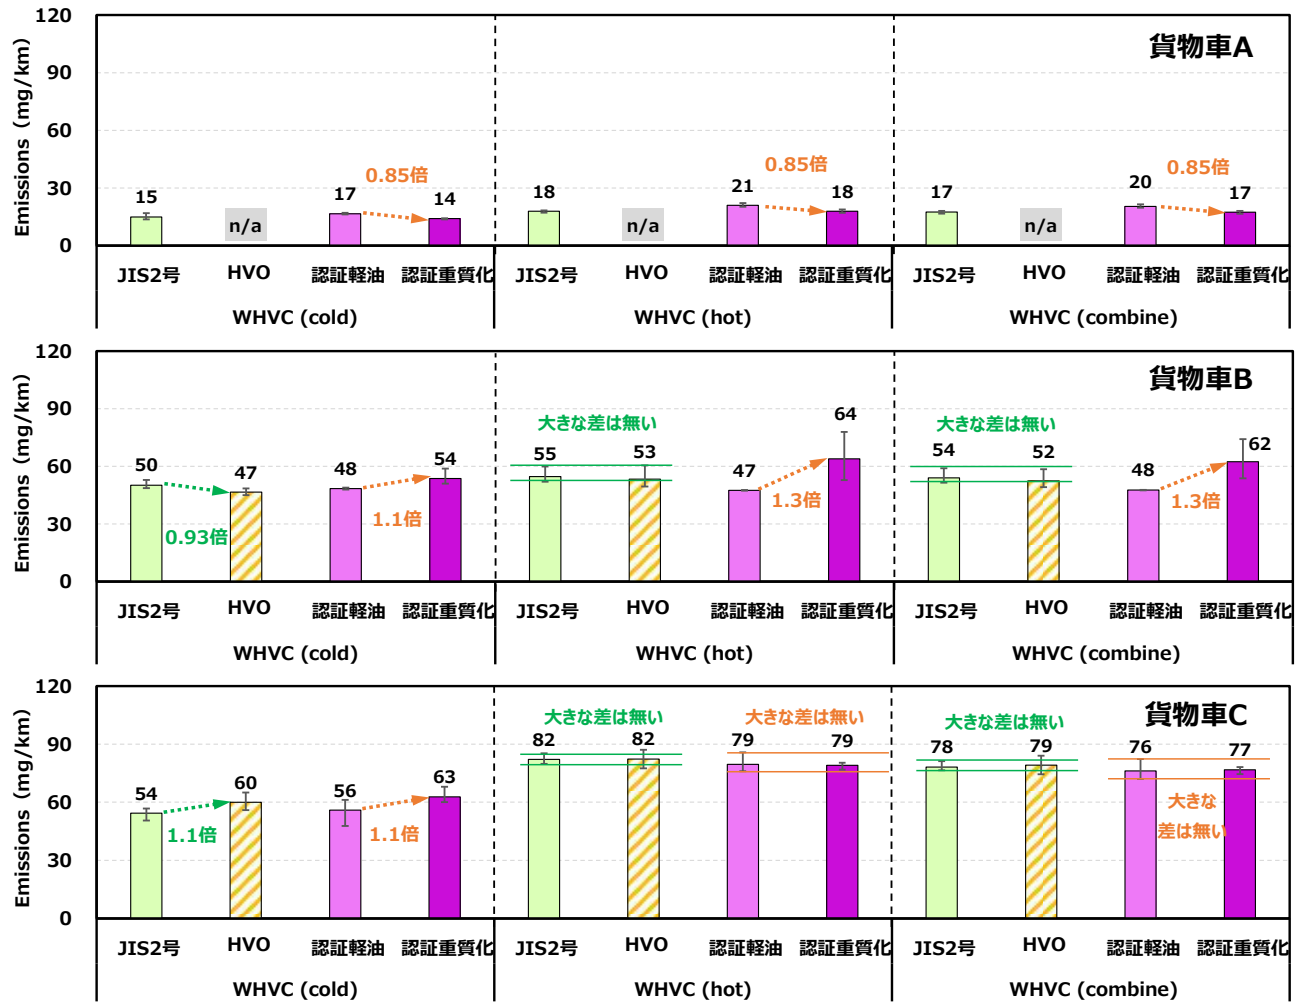 貨物車A
Emissions (mg/km)
120
90
60
30
0
15
n/a
17
0.85倍
14
18
n/a
21
0.85倍
18
17
n/a
20
0.85倍
17
JIS2号 HVO 認証軽油 認証重質化 JIS2号 HVO 認証軽油 認証重質化 JIS2号 HVO 認証軽油 認証重質化
WHVC (cold) WHVC (hot) WHVC (combine)
貨物車B
Emissions (mg/km)
120
90
60
30
0
50
0.93倍
47
48
1.1倍
54
大きな差は無い
55
53
47
1.3倍
64
大きな差は無い
54
52
48
1.3倍
62
JIS2号 HVO 認証軽油 認証重質化 JIS2号 HVO 認証軽油 認証重質化 JIS2号 HVO 認証軽油 認証重質化
WHVC (cold) WHVC (hot) WHVC (combine)
貨物車C
Emissions (mg/km)
120
90
60
30
0
54
1.1倍
60
56
1.1倍
63
大きな差は無い
82
82
大きな差は無い
79
79
大きな差は無い
78
79
76
77
大きな
差は無い
JIS2号 HVO 認証軽油 認証重質化 JIS2号 HVO 認証軽油 認証重質化 JIS2号 HVO 認証軽油 認証重質化
WHVC (cold) WHVC (hot) WHVC (combine)